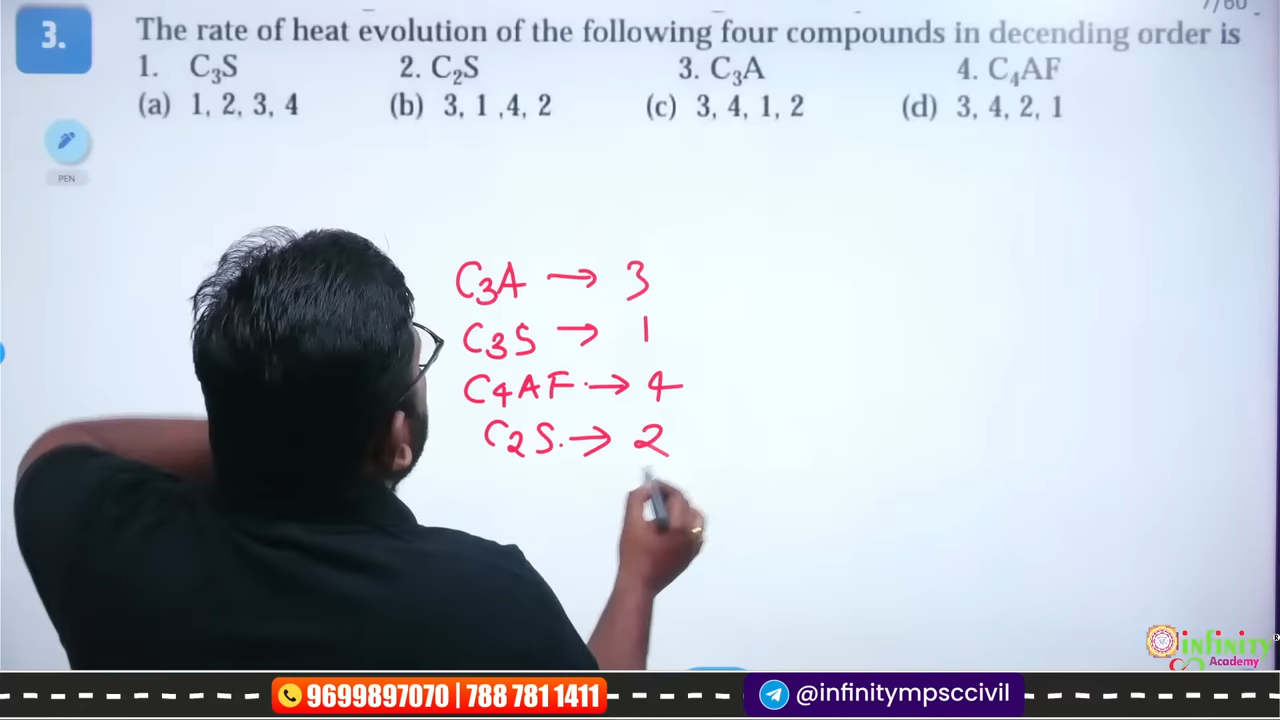 7/60
3.
The rate of heat evolution of the following four compounds in decending order is
1. C₃S 2. C₂S 3. C₃A 4. C₄AF
(a) 1, 2, 3, 4 (b) 3, 1 ,4, 2 (c) 3, 4, 1, 2 (d) 3, 4, 2, 1
PEN
C₃A → 3
C₃S → 1
C₄AF → 4
C₂S → 2
infinity
Academy
9699897070 | 788 781 1411
@infinitympsccivil